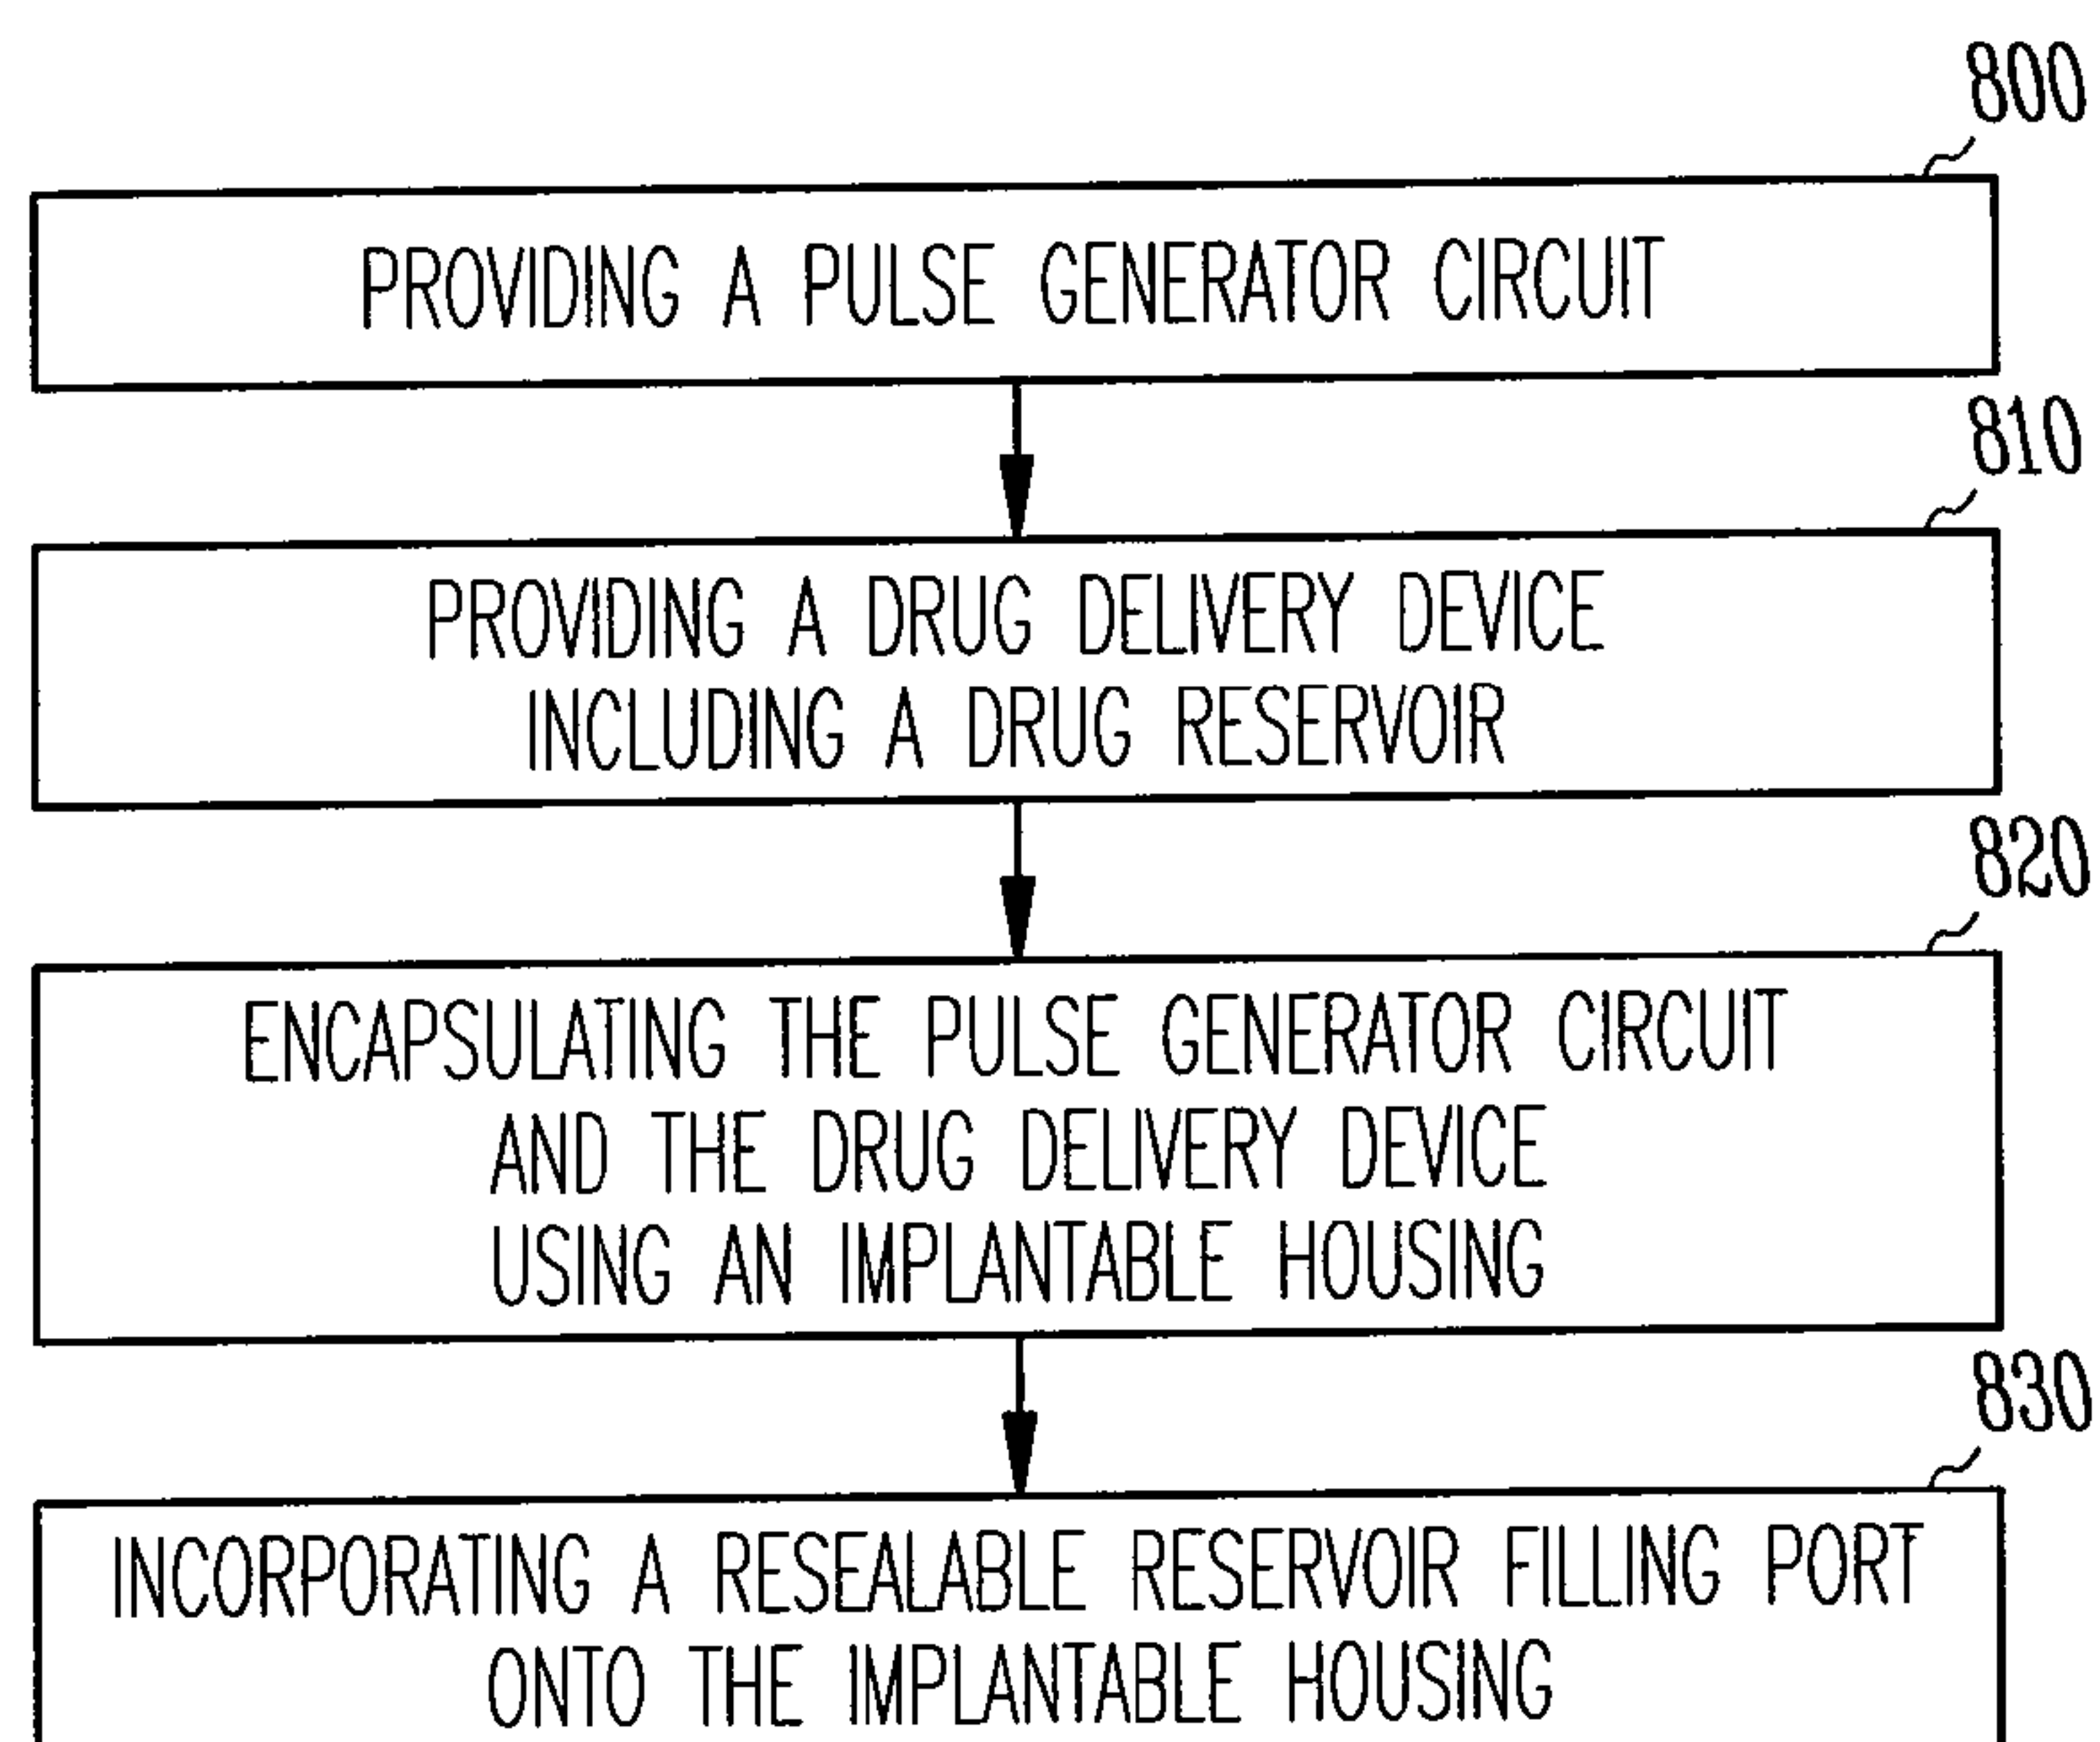 800
PROVIDING A PULSE GENERATOR CIRCUIT
810
PROVIDING A DRUG DELIVERY DEVICE
INCLUDING A DRUG RESERVOIR
820
ENCAPSULATING THE PULSE GENERATOR CIRCUIT
AND THE DRUG DELIVERY DEVICE
USING AN IMPLANTABLE HOUSING
830
INCORPORATING A RESEALABLE RESERVOIR FILLING PORT
ONTO THE IMPLANTABLE HOUSING